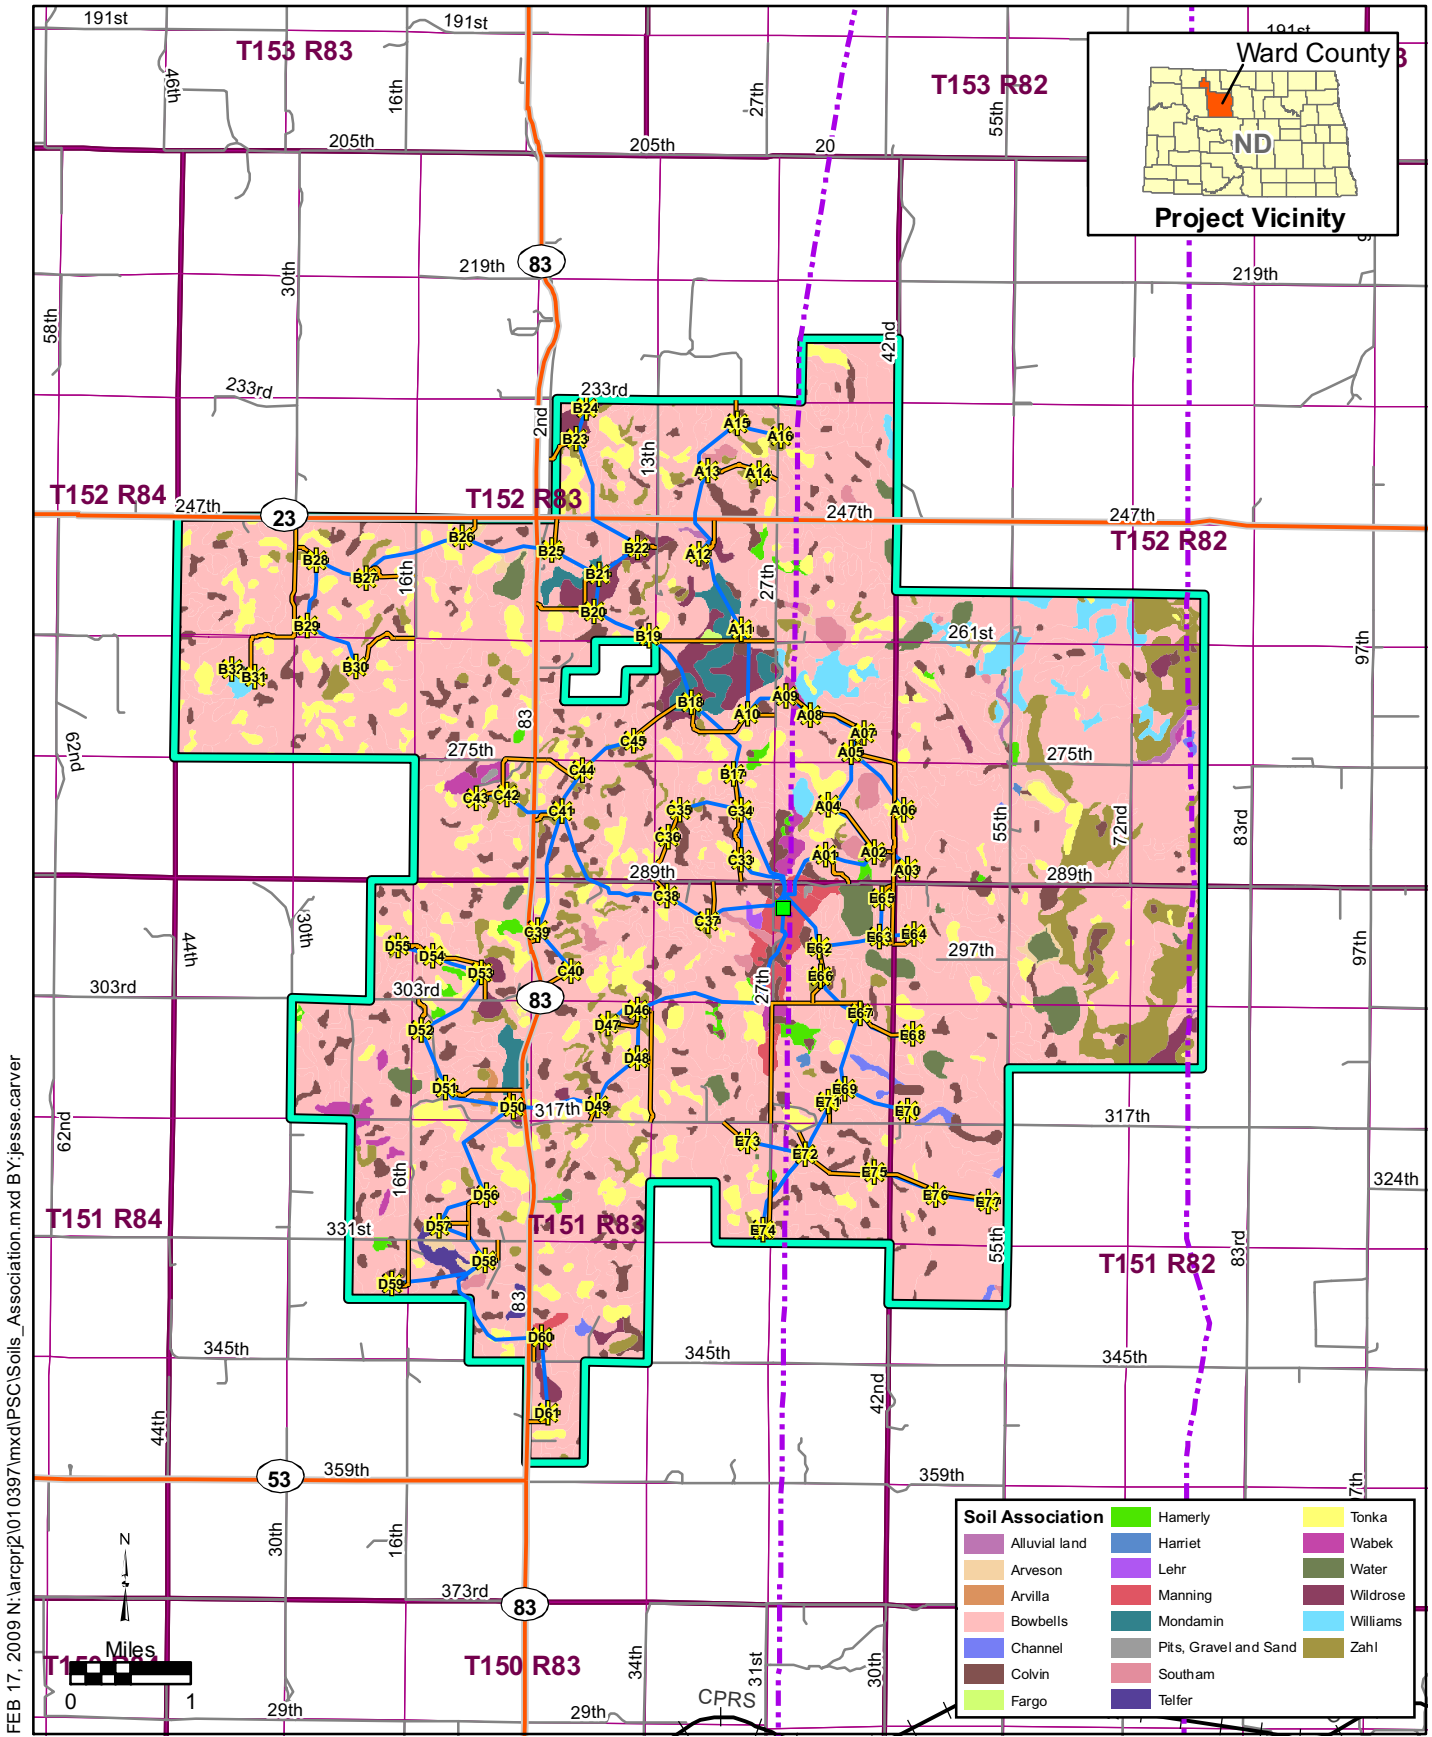 191st
191st
191st
T153 R83
T153 R82
3
46th
16th
27th
55th
Ward County
ND
Project Vicinity
205th
205th
20
83
219th
219th
30th
58th
42nd
233rd
233rd
2nd
13th
B24
B23
A15
A16
A13
A14
T152 R84
T152 R83
247th
23
247th
247th
T152 R82
B26
B25
B22
A12
B28
B27
16th
B21
27th
B20
B29
B19
A11
261st
97th
B32
B31
B30
B18
A09
A10
A08
83
A07
62nd
C45
A05
275th
275th
C44
B17
C43
C42
C41
C35
C34
A04
A06
55th
72nd
83rd
C36
C33
A01
A02
A03
289th
289th
C38
E65
C37
30th
44th
C39
E64
E63
E62
97th
D55
D54
D53
C40
297th
E66
27th
303rd
303rd
83
D46
D47
E67
E68
D52
D48
D51
E69
D50
317th
D49
E71
E70
317th
62nd
E73
E72
E75
16th
324th
D56
E76
E77
T151 R84
331st
D57
T151 R83
E74
55th
83rd
T151 R82
D58
D59
83
D60
345th
345th
345th
42nd
D61
44th
53
359th
359th
7th
N
30th
16th
373rd
83
Miles
0
1
T150 R83
34th
31st
30th
CPRS
29th
29th
Soil Association
Alluvial land
Arveson
Arvilla
Bowbells
Channel
Colvin
Fargo
Hamerly
Harriet
Lehr
Manning
Mondamin
Pits, Gravel and Sand
Southam
Telfer
Tonka
Wabek
Water
Wildrose
Williams
Zahl
FEB 17, 2009 N:\arcprj2\010397\mxd\PSC\Soils_Association.mxd BY:jesse.carver